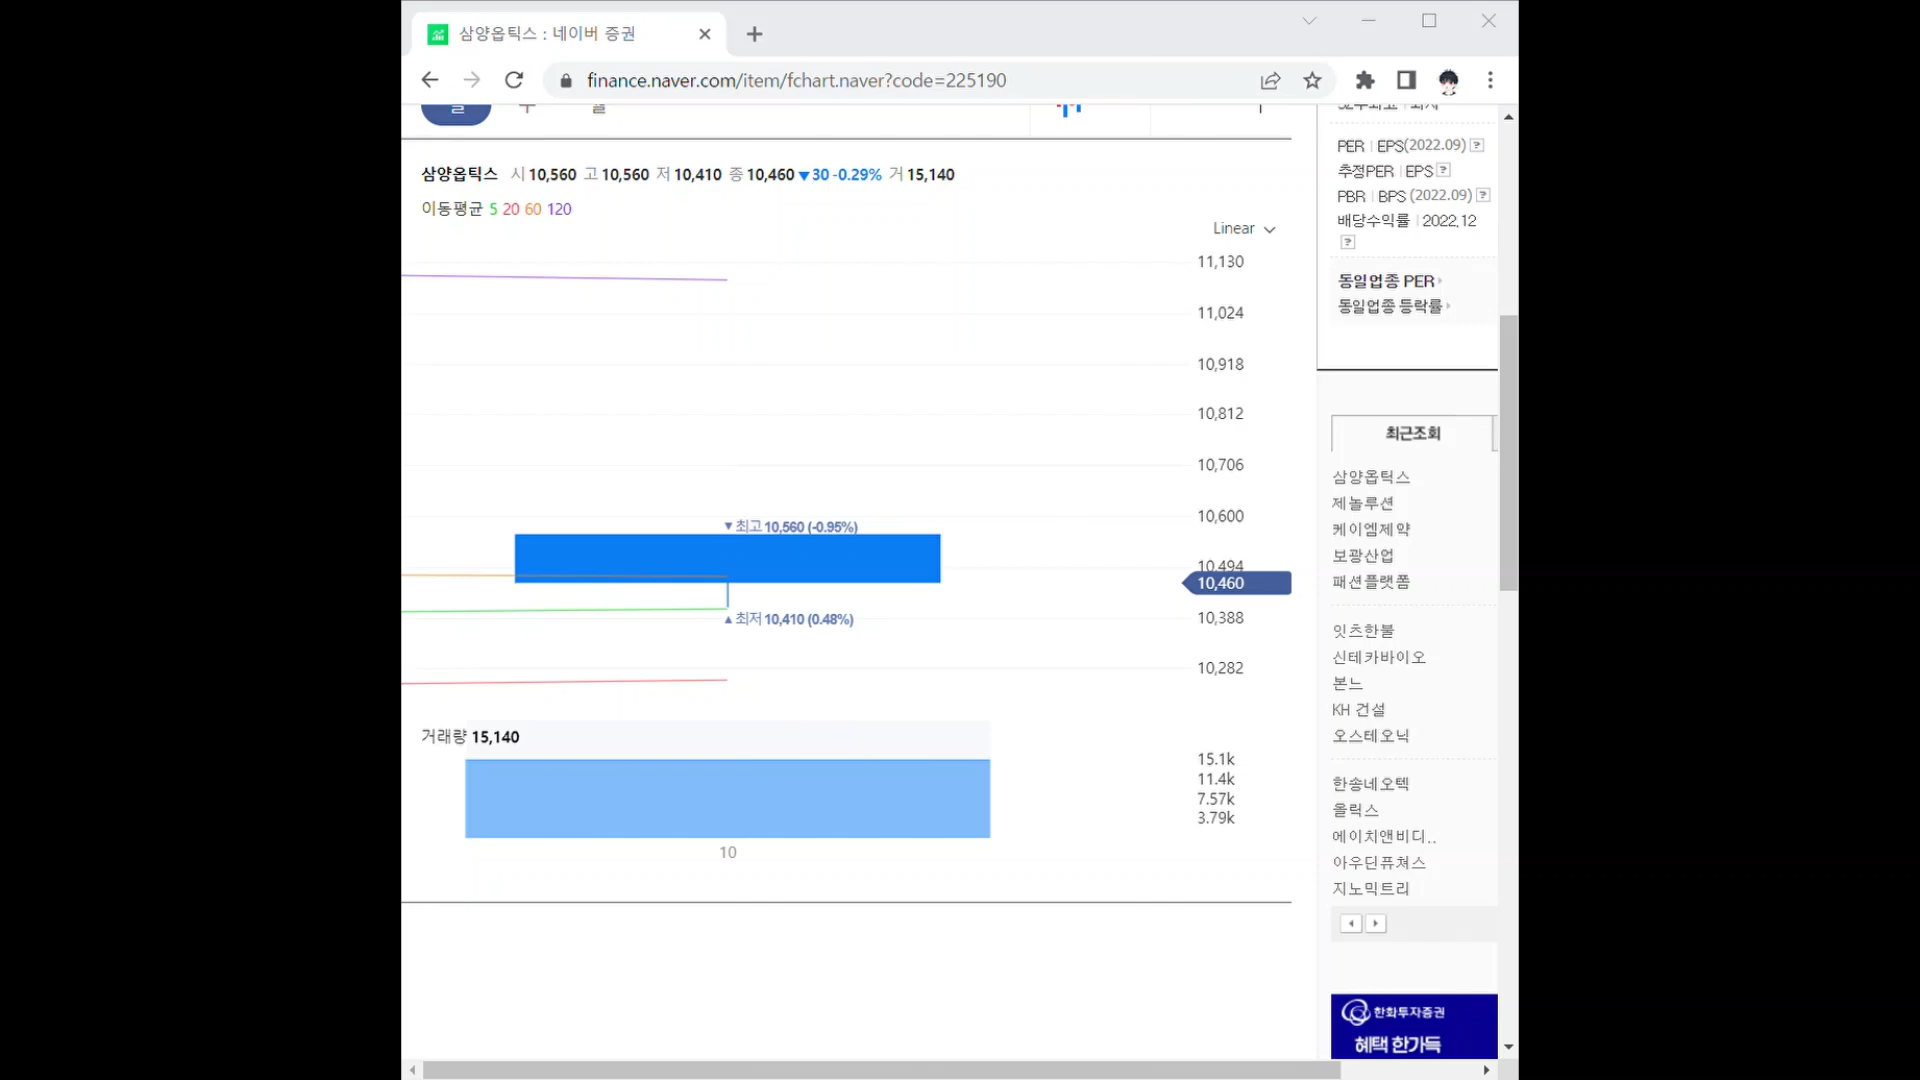 삼양옵틱스 : 네이버 증권
finance.naver.com/item/fchart.naver?code=225190
삼양옵틱스 시 10,560 고 10,560 저 10,410 종 10,460 ▼30 -0.29% 거 15,140
이동평균 5 20 60 120
Linear
11,130
11,024
10,918
10,812
10,706
10,600
10,494
10,460
10,388
10,282
▼최고 10,560 (-0.95%)
▲최저 10,410 (0.48%)
거래량 15,140
15.1k
11.4k
7.57k
3.79k
10
PER | EPS(2022.09) ?
추정PER | EPS ?
PBR | BPS (2022.09) ?
배당수익률 | 2022.12
?
동일업종 PER
동일업종 등락률
최근조회
삼양옵틱스
제놀루션
케이엠제약
보광산업
패션플랫폼
잇츠한불
신테카바이오
본느
KH 건설
오스테오닉
한송네오텍
올릭스
에이치앤비디..
아우딘퓨쳐스
지노믹트리
한화투자증권
혜택 한가득